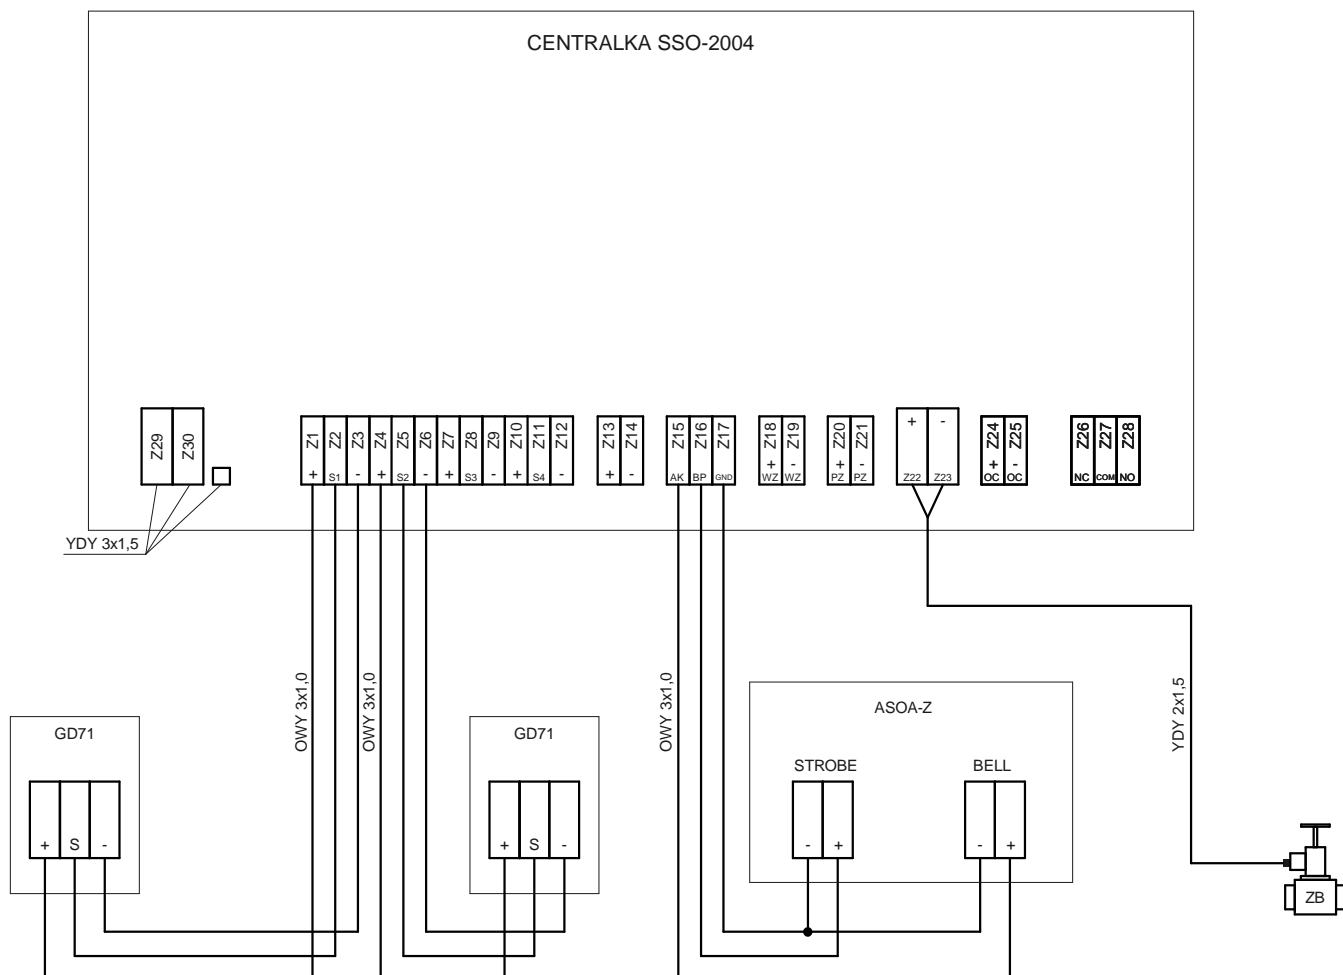 CENTRALKA SSO-2004
Z29 Z30
Z1 Z2 Z3 Z4 Z5 Z6 Z7 Z8 Z9 Z10 Z11 Z12
+ S1 - + S2 - + S3 - + S4 -
Z13 Z14
+ -
Z15 Z16 Z17
AK BP GND
Z18 Z19
+ -
WZ WZ
Z20 Z21
+ -
PZ PZ
+ -
Z22 Z23
Z24 Z25
+ -
OC OC
Z26 Z27 Z28
NC COM NO
YDY 3x1,5
OWY 3x1,0
OWY 3x1,0
OWY 3x1,0
YDY 2x1,5
GD71
+ S -
GD71
+ S -
ASOA-Z
STROBE BELL
- + - +
ZB